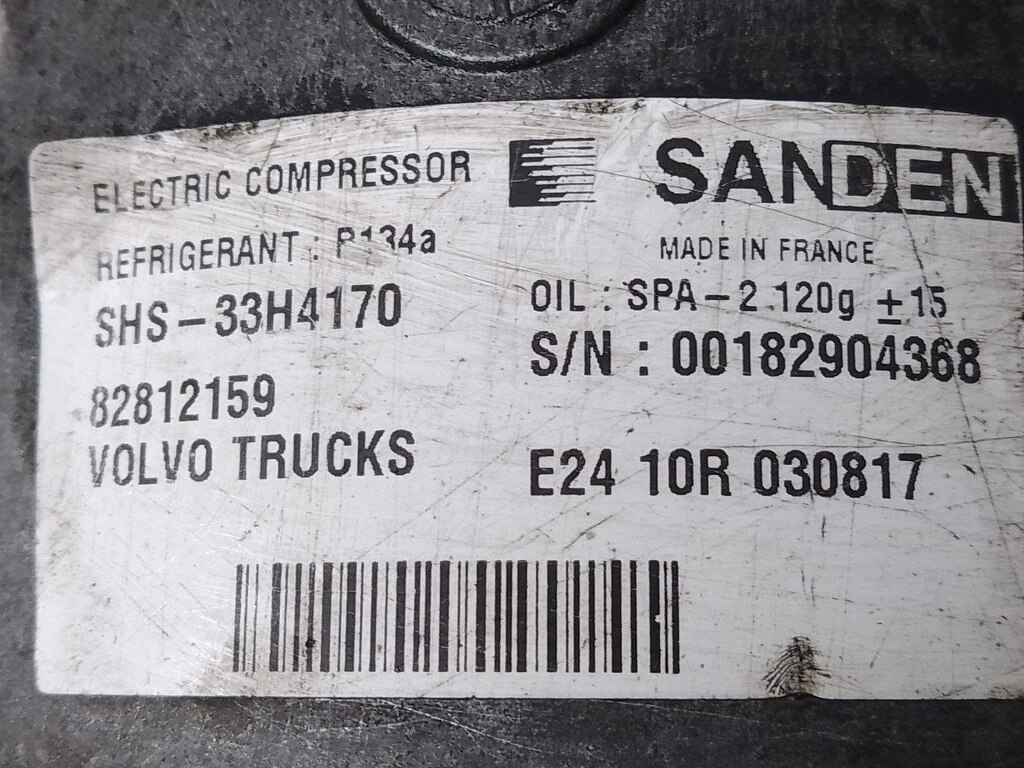 ELECTRIC COMPRESSOR
SANDEN
REFRIGERANT : R134a
MADE IN FRANCE
SHS-33H4170
OIL : SPA-2 120g ±15
S/N : 00182904368
82812159
VOLVO TRUCKS
E24 10R 030817